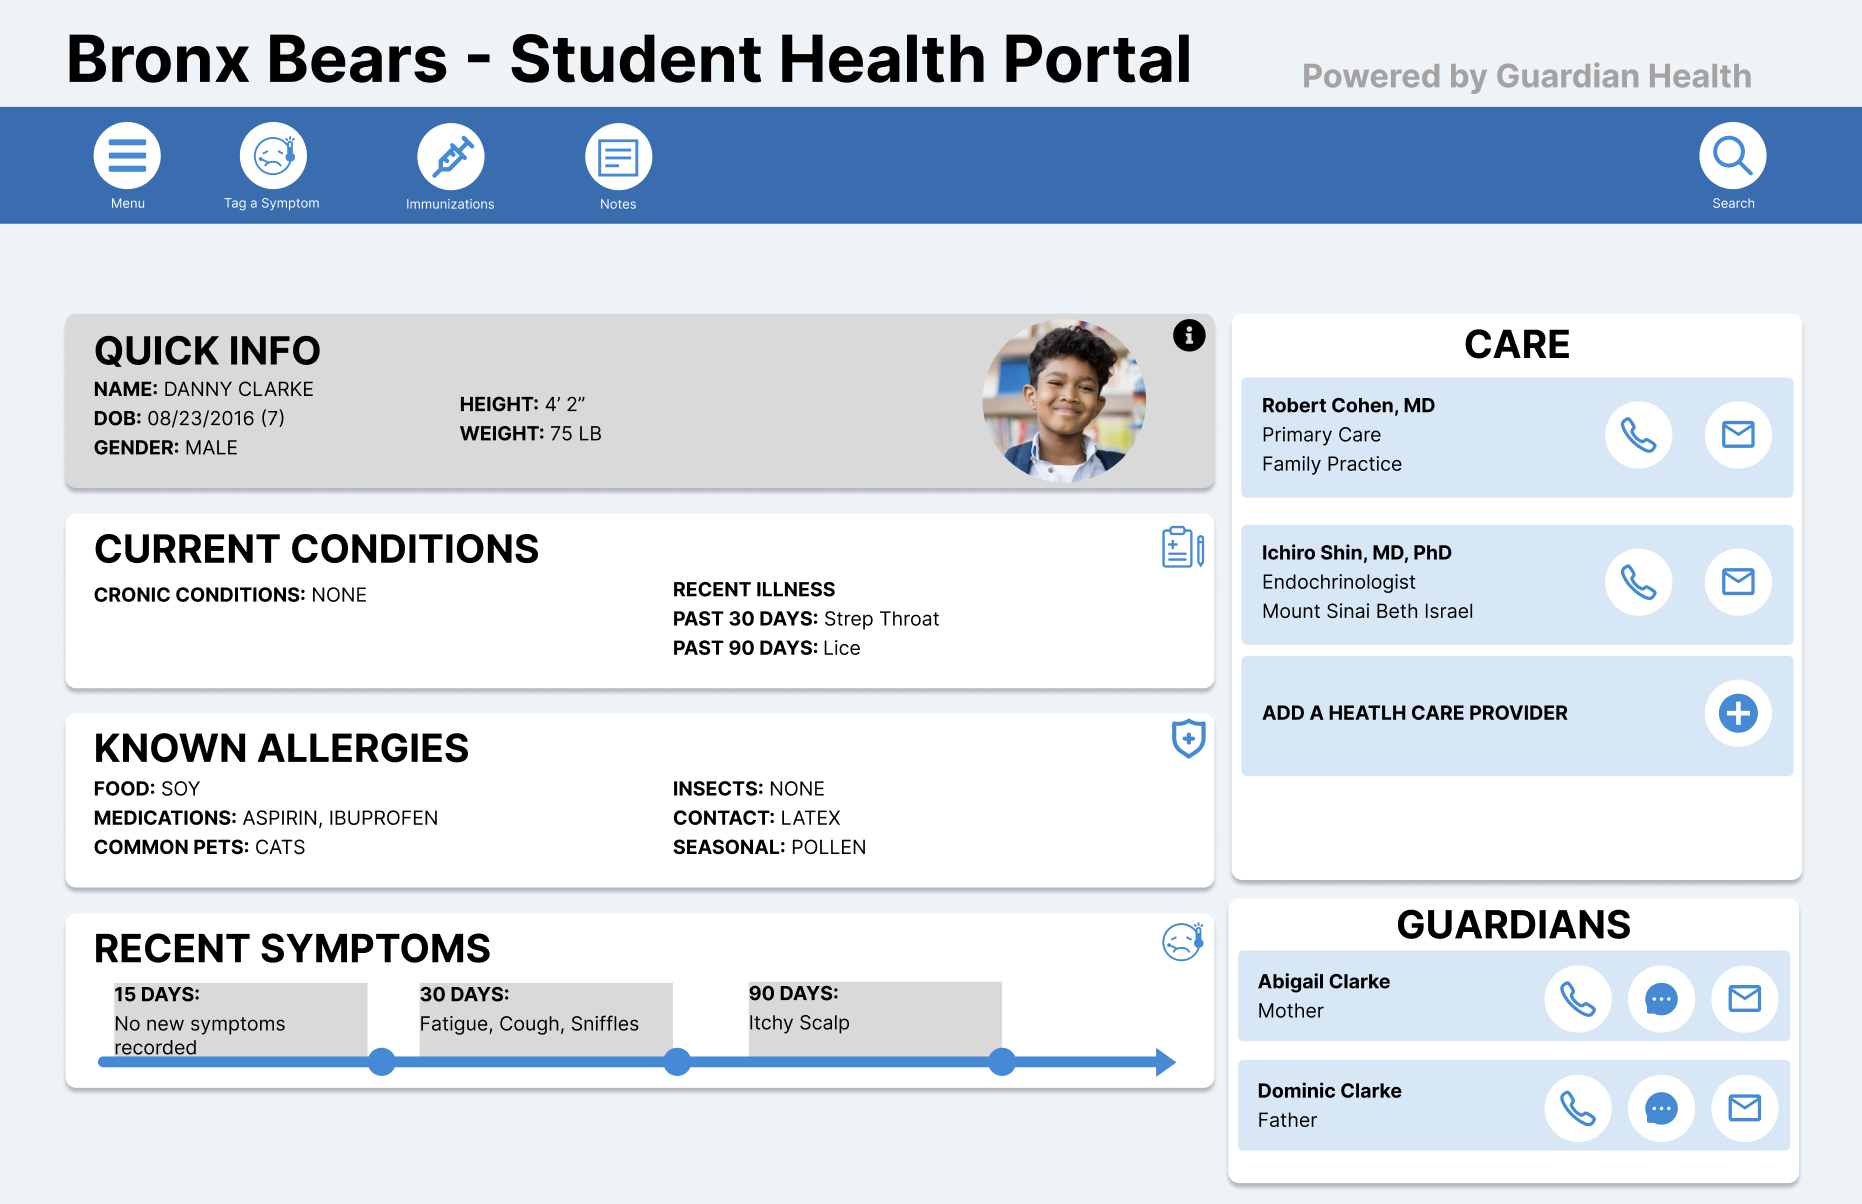 Bronx Bears - Student Health Portal
Powered by Guardian Health
Menu
Tag a Symptom
Immunizations
Notes
Search
QUICK INFO
NAME: DANNY CLARKE
DOB: 08/23/2016 (7)
GENDER: MALE
HEIGHT: 4’ 2”
WEIGHT: 75 LB
CURRENT CONDITIONS
CRONIC CONDITIONS: NONE
RECENT ILLNESS
PAST 30 DAYS: Strep Throat
PAST 90 DAYS: Lice
KNOWN ALLERGIES
FOOD: SOY
MEDICATIONS: ASPIRIN, IBUPROFEN
COMMON PETS: CATS
INSECTS: NONE
CONTACT: LATEX
SEASONAL: POLLEN
RECENT SYMPTOMS
15 DAYS:
No new symptoms
recorded
30 DAYS:
Fatigue, Cough, Sniffles
90 DAYS:
Itchy Scalp
CARE
Robert Cohen, MD
Primary Care
Family Practice
Ichiro Shin, MD, PhD
Endocrinologist
Mount Sinai Beth Israel
ADD A HEATLH CARE PROVIDER
GUARDIANS
Abigail Clarke
Mother
Dominic Clarke
Father